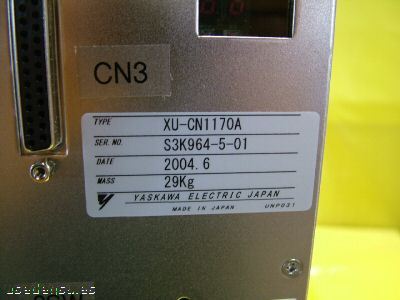 CN3
TYPE XU-CN1170A
SER. NO. S3K964-5-01
DATE 2004.6
MASS 29Kg
YASKAWA ELECTRIC JAPAN
MADE IN JAPAN UNP031